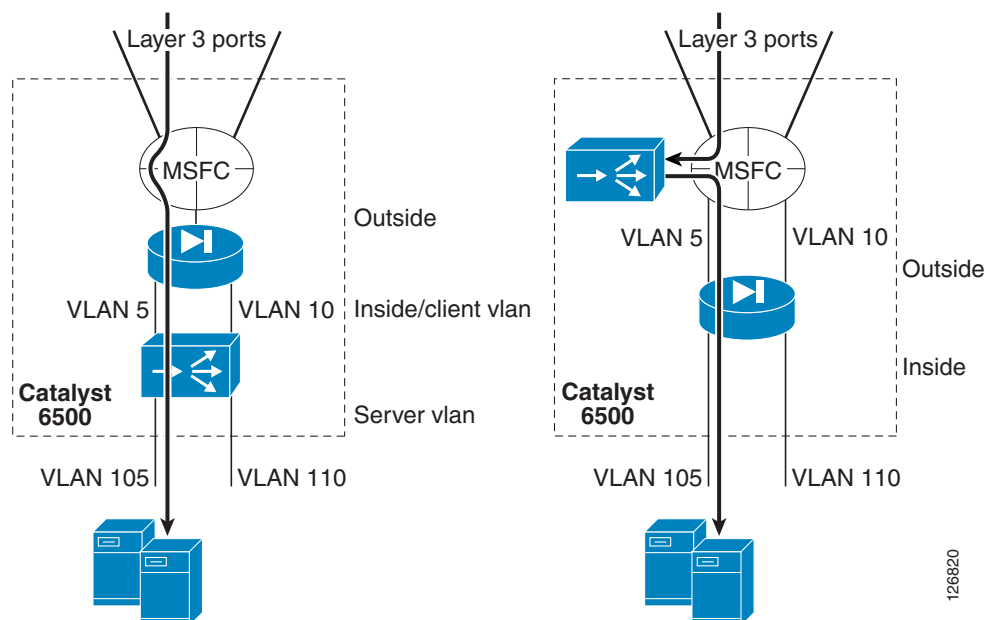 Layer 3 ports
MSFC
Outside
VLAN 5
VLAN 10
Inside/client vlan
Catalyst
6500
Server vlan
VLAN 105
VLAN 110
Layer 3 ports
MSFC
VLAN 5
VLAN 10
Outside
Inside
Catalyst
6500
VLAN 105
VLAN 110
126820